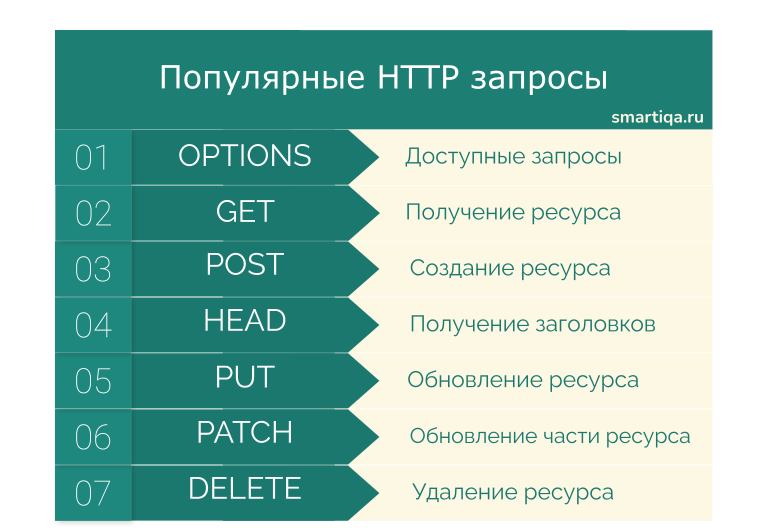 Популярные HTTP запросы
smartiqa.ru
01 OPTIONS Доступные запросы
02 GET Получение ресурса
03 POST Создание ресурса
04 HEAD Получение заголовков
05 PUT Обновление ресурса
06 PATCH Обновление части ресурса
07 DELETE Удаление ресурса